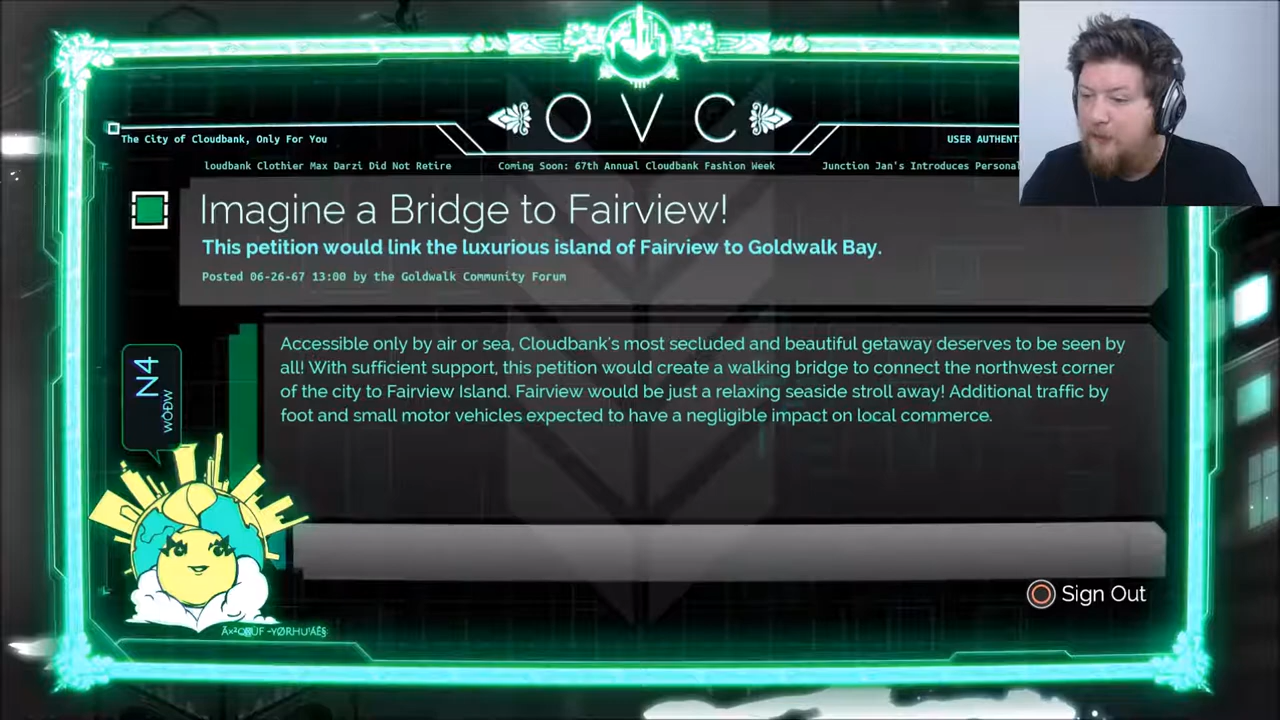 OVC
The City of Cloudbank, Only For You
USER AUTHENTI
loudbank Clothier Max Darzi Did Not Retire
Coming Soon: 67th Annual Cloudbank Fashion Week
Junction Jan's Introduces Personal
Imagine a Bridge to Fairview!
This petition would link the luxurious island of Fairview to Goldwalk Bay.
Posted 06-26-67 13:00 by the Goldwalk Community Forum
Accessible only by air or sea, Cloudbank's most secluded and beautiful getaway deserves to be seen by
all! With sufficient support, this petition would create a walking bridge to connect the northwest corner
of the city to Fairview Island. Fairview would be just a relaxing seaside stroll away! Additional traffic by
foot and small motor vehicles expected to have a negligible impact on local commerce.
N4
Sign Out